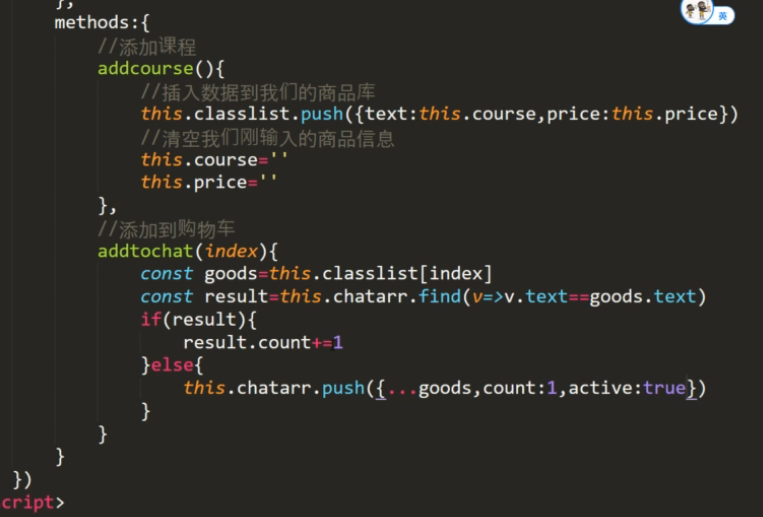 },
methods:{
//添加课程
addcourse(){
//插入数据到我们的商品库
this.classlist.push({text:this.course,price:this.price})
//清空我们刚输入的商品信息
this.course=''
this.price=''
},
//添加到购物车
addtochat(index){
const goods=this.classlist[index]
const result=this.chatarr.find(v=>v.text==goods.text)
if(result){
result.count+=1
}else{
this.chatarr.push({...goods,count:1,active:true})
}
}
}
})
cript>
英